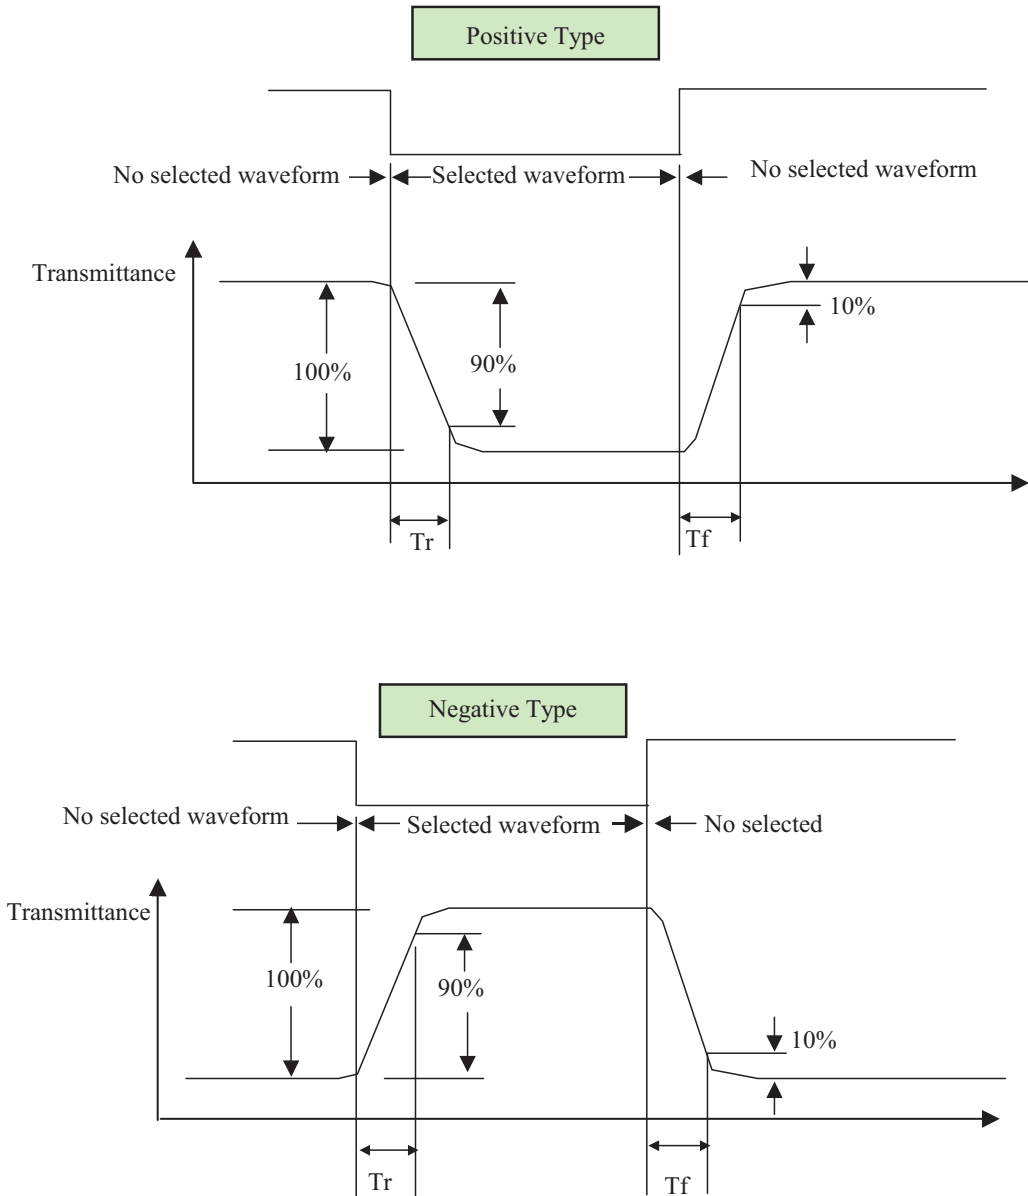 Positive Type
No selected waveform
Selected waveform
No selected waveform
Transmittance
100%
90%
10%
Tr
Tf
Negative Type
No selected waveform
Selected waveform
No selected
Transmittance
100%
90%
10%
Tr
Tf